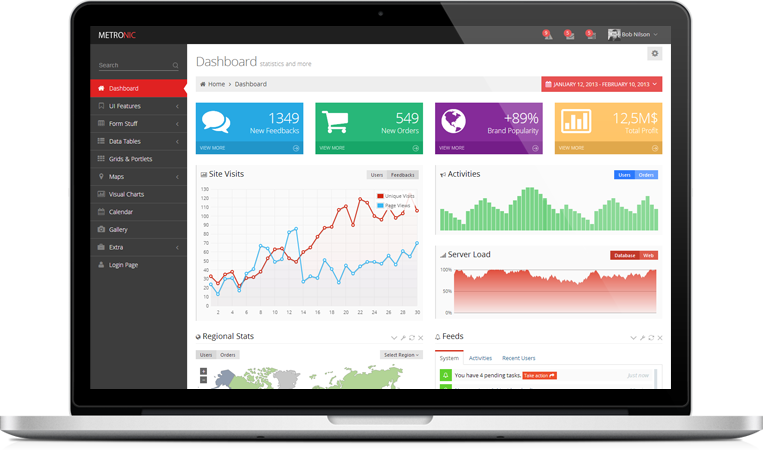 METRONIC
Bob Nilson
Search
Dashboard
UI Features
Form Stuff
Data Tables
Grids & Portlets
Maps
Visual Charts
Calendar
Gallery
Extra
Login Page
Dashboard statistics and more
Home > Dashboard
JANUARY 12, 2013 - FEBRUARY 10, 2013
1349
New Feedbacks
VIEW MORE
549
New Orders
VIEW MORE
+89%
Brand Popularity
VIEW MORE
12,5M$
Total Profit
VIEW MORE
Site Visits
Users Feedbacks
Unique Visits
Page Views
130
120
110
100
90
80
70
60
50
40
30
20
10
0
2 4 6 8 10 12 14 16 18 20 22 24 26 28 30
Activities
Users Orders
Server Load
Database Web
100%
50%
0%
Regional Stats
Users Orders
Select Region
+
-
Feeds
System Activities Recent Users
You have 4 pending tasks. Take action
Just now